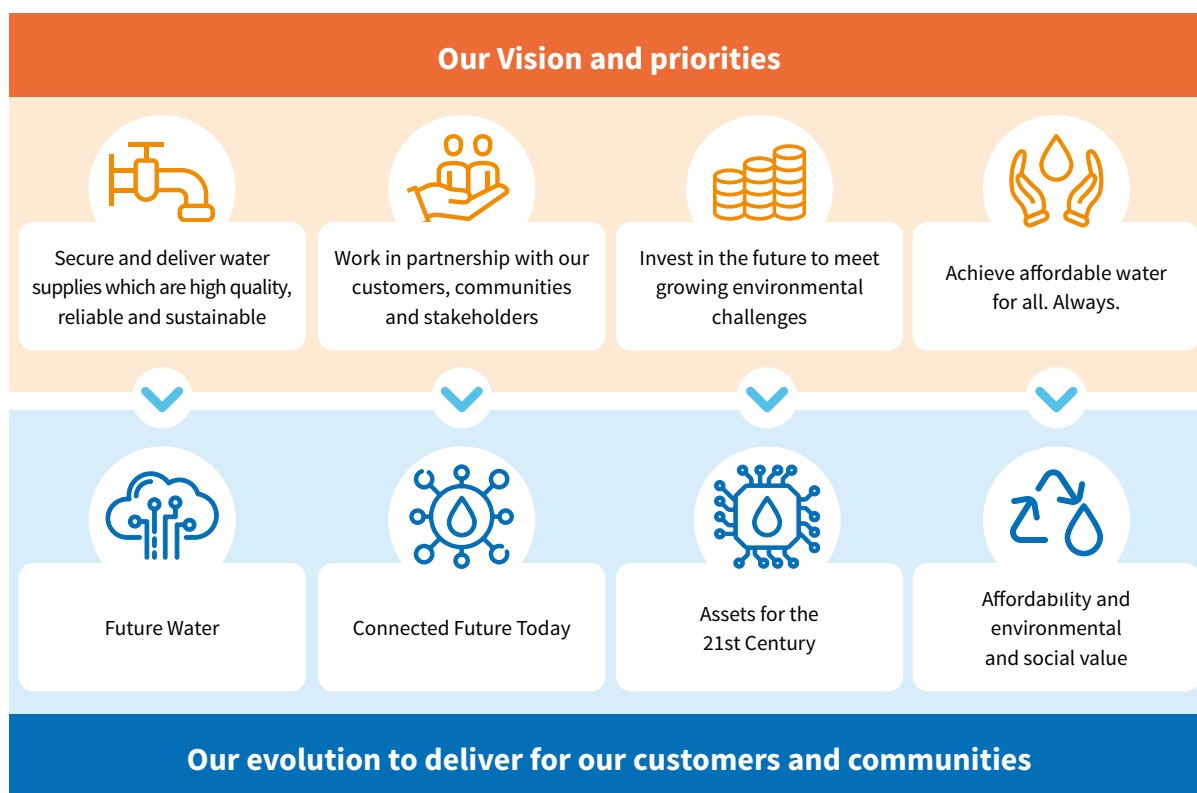 Our Vision and priorities
Secure and deliver water
supplies which are high quality,
reliable and sustainable
Work in partnership with our
customers, communities
and stakeholders
Invest in the future to meet
growing environmental
challenges
Achieve affordable water
for all. Always.
Future Water
Connected Future Today
Assets for the
21st Century
Affordability and
environmental
and social value
Our evolution to deliver for our customers and communities